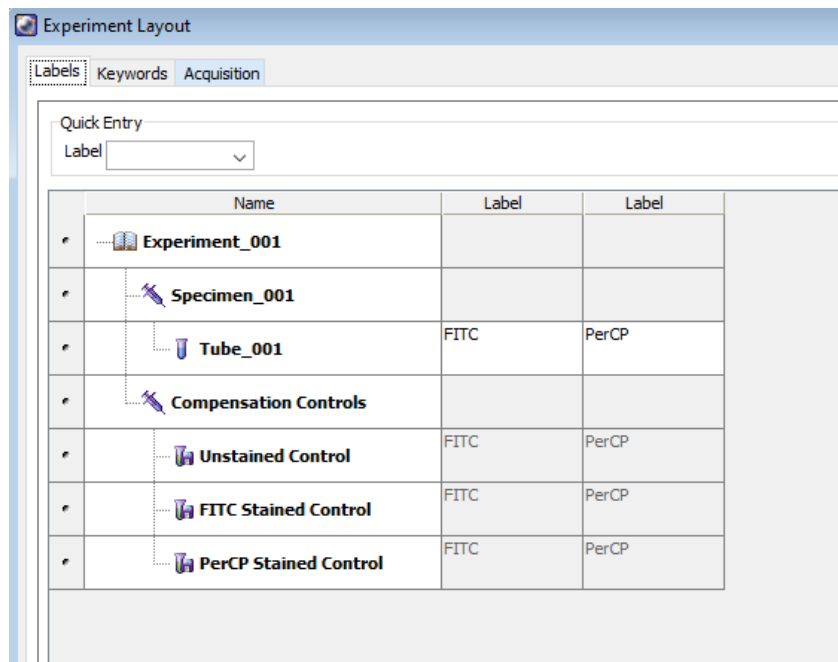 Experiment Layout
Labels Keywords Acquisition
Quick Entry
Label
Name Label Label
Experiment_001
Specimen_001
Tube_001 FITC PerCP
Compensation Controls
Unstained Control FITC PerCP
FITC Stained Control FITC PerCP
PerCP Stained Control FITC PerCP